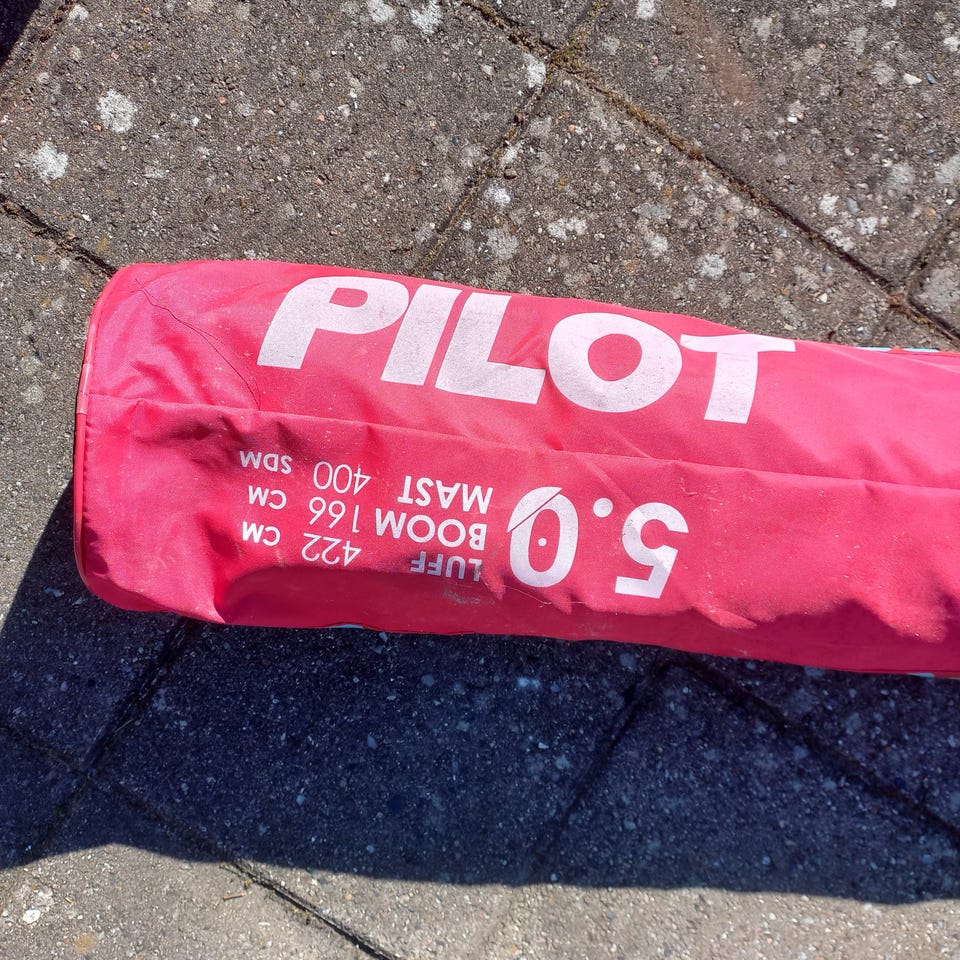 PILOT
5.0
LUFF 422 CM
BOOM 166 CM
MAST 400 SDM